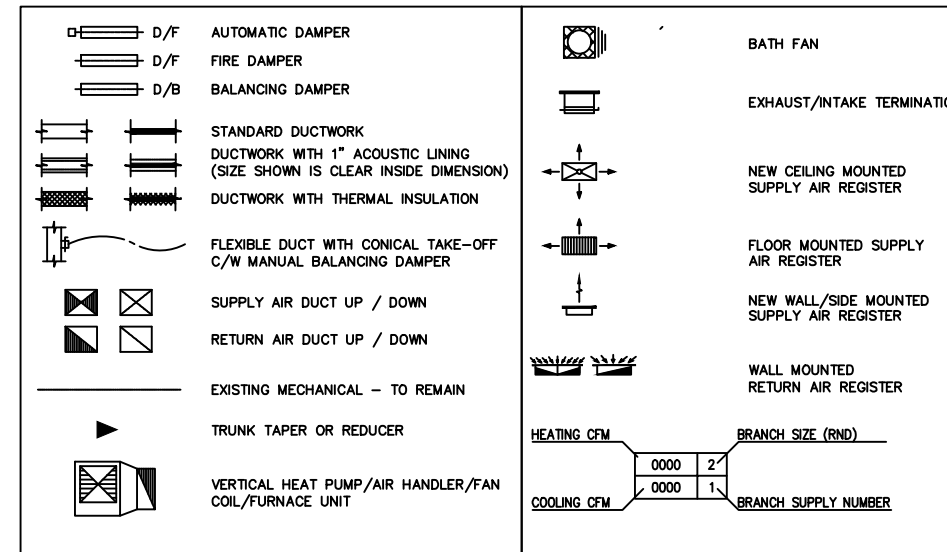 D/F AUTOMATIC DAMPER
D/F FIRE DAMPER
D/B BALANCING DAMPER
STANDARD DUCTWORK
DUCTWORK WITH 1" ACOUSTIC LINING
(SIZE SHOWN IS CLEAR INSIDE DIMENSION)
DUCTWORK WITH THERMAL INSULATION
FLEXIBLE DUCT WITH CONICAL TAKE-OFF
C/W MANUAL BALANCING DAMPER
SUPPLY AIR DUCT UP / DOWN
RETURN AIR DUCT UP / DOWN
EXISTING MECHANICAL - TO REMAIN
TRUNK TAPER OR REDUCER
VERTICAL HEAT PUMP/AIR HANDLER/FAN
COIL/FURNACE UNIT
BATH FAN
EXHAUST/INTAKE TERMINATIO
NEW CEILING MOUNTED
SUPPLY AIR REGISTER
FLOOR MOUNTED SUPPLY
AIR REGISTER
NEW WALL/SIDE MOUNTED
SUPPLY AIR REGISTER
WALL MOUNTED
RETURN AIR REGISTER
HEATING CFM BRANCH SIZE (RND)
0000 2
0000 1
COOLING CFM BRANCH SUPPLY NUMBER